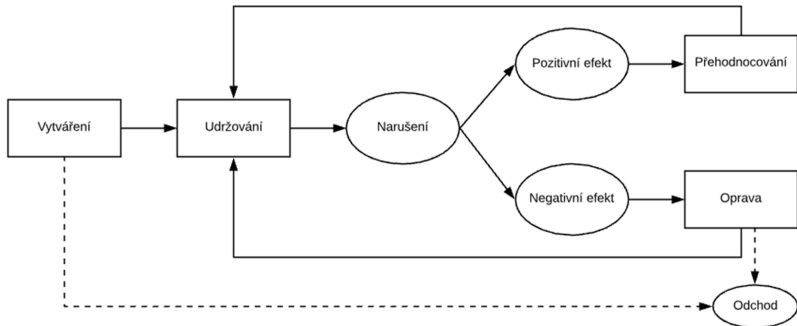 Pozitivní efekt
Přehodnocování
Vytváření
Udržování
Narušení
Negativní efekt
Oprava
Odchod